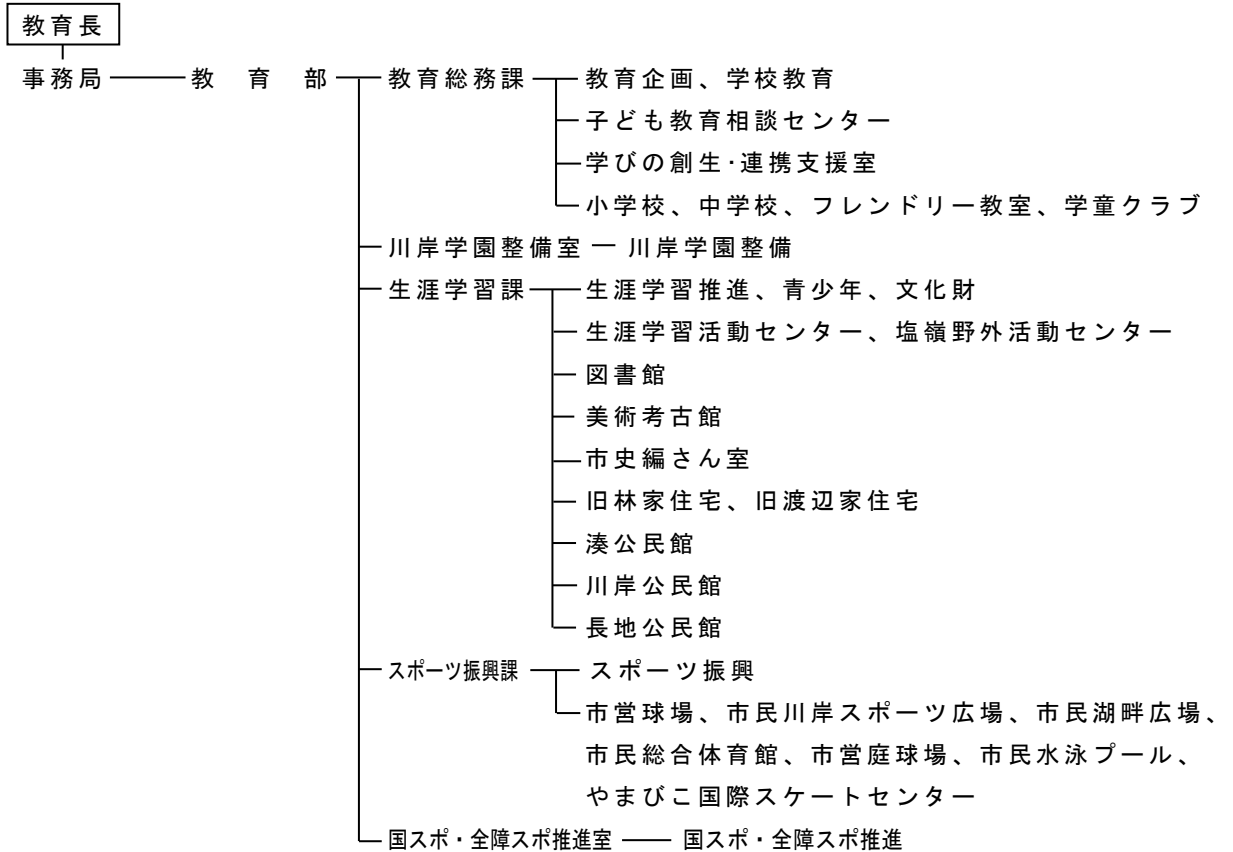 教育長
事務局 教育部 教育総務課 教育企画、学校教育
子ども教育相談センター
学びの創生・連携支援室
小学校、中学校、フレンドリー教室、学童クラブ
川岸学園整備室 川岸学園整備
生涯学習課 生涯学習推進、青少年、文化財
生涯学習活動センター、塩嶺野外活動センター
図書館
美術考古館
市史編さん室
旧林家住宅、旧渡辺家住宅
湊公民館
川岸公民館
長地公民館
スポーツ振興課 スポーツ振興
市営球場、市民川岸スポーツ広場、市民湖畔広場、
市民総合体育館、市営庭球場、市民水泳プール、
やまびこ国際スケートセンター
国スポ・全障スポ推進室 国スポ・全障スポ推進